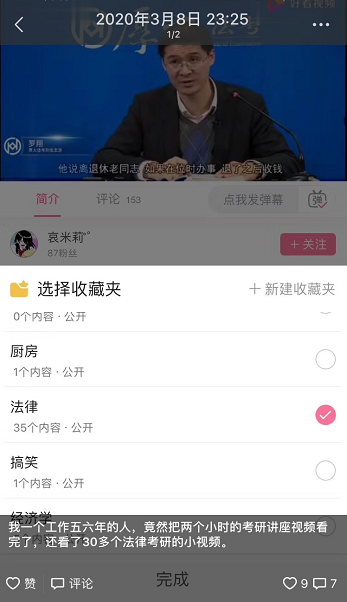 2020年3月8日 23:25
1/2
好看视频
厚
罗翔
他说离退休老同志 如果在位时办事 退了之后收钱
简介
评论 153
点我发弹幕
弹
哀米莉°
87粉丝
+ 关注
选择收藏夹
+ 新建收藏夹
0个内容 · 公开
厨房
1个内容 · 公开
法律
35个内容 · 公开
搞笑
1个内容 · 公开
经济学
我一个工作五六年的人，竟然把两个小时的考研讲座视频看
完了，还看了30多个法律考研的小视频。
完成
赞
评论
9
7